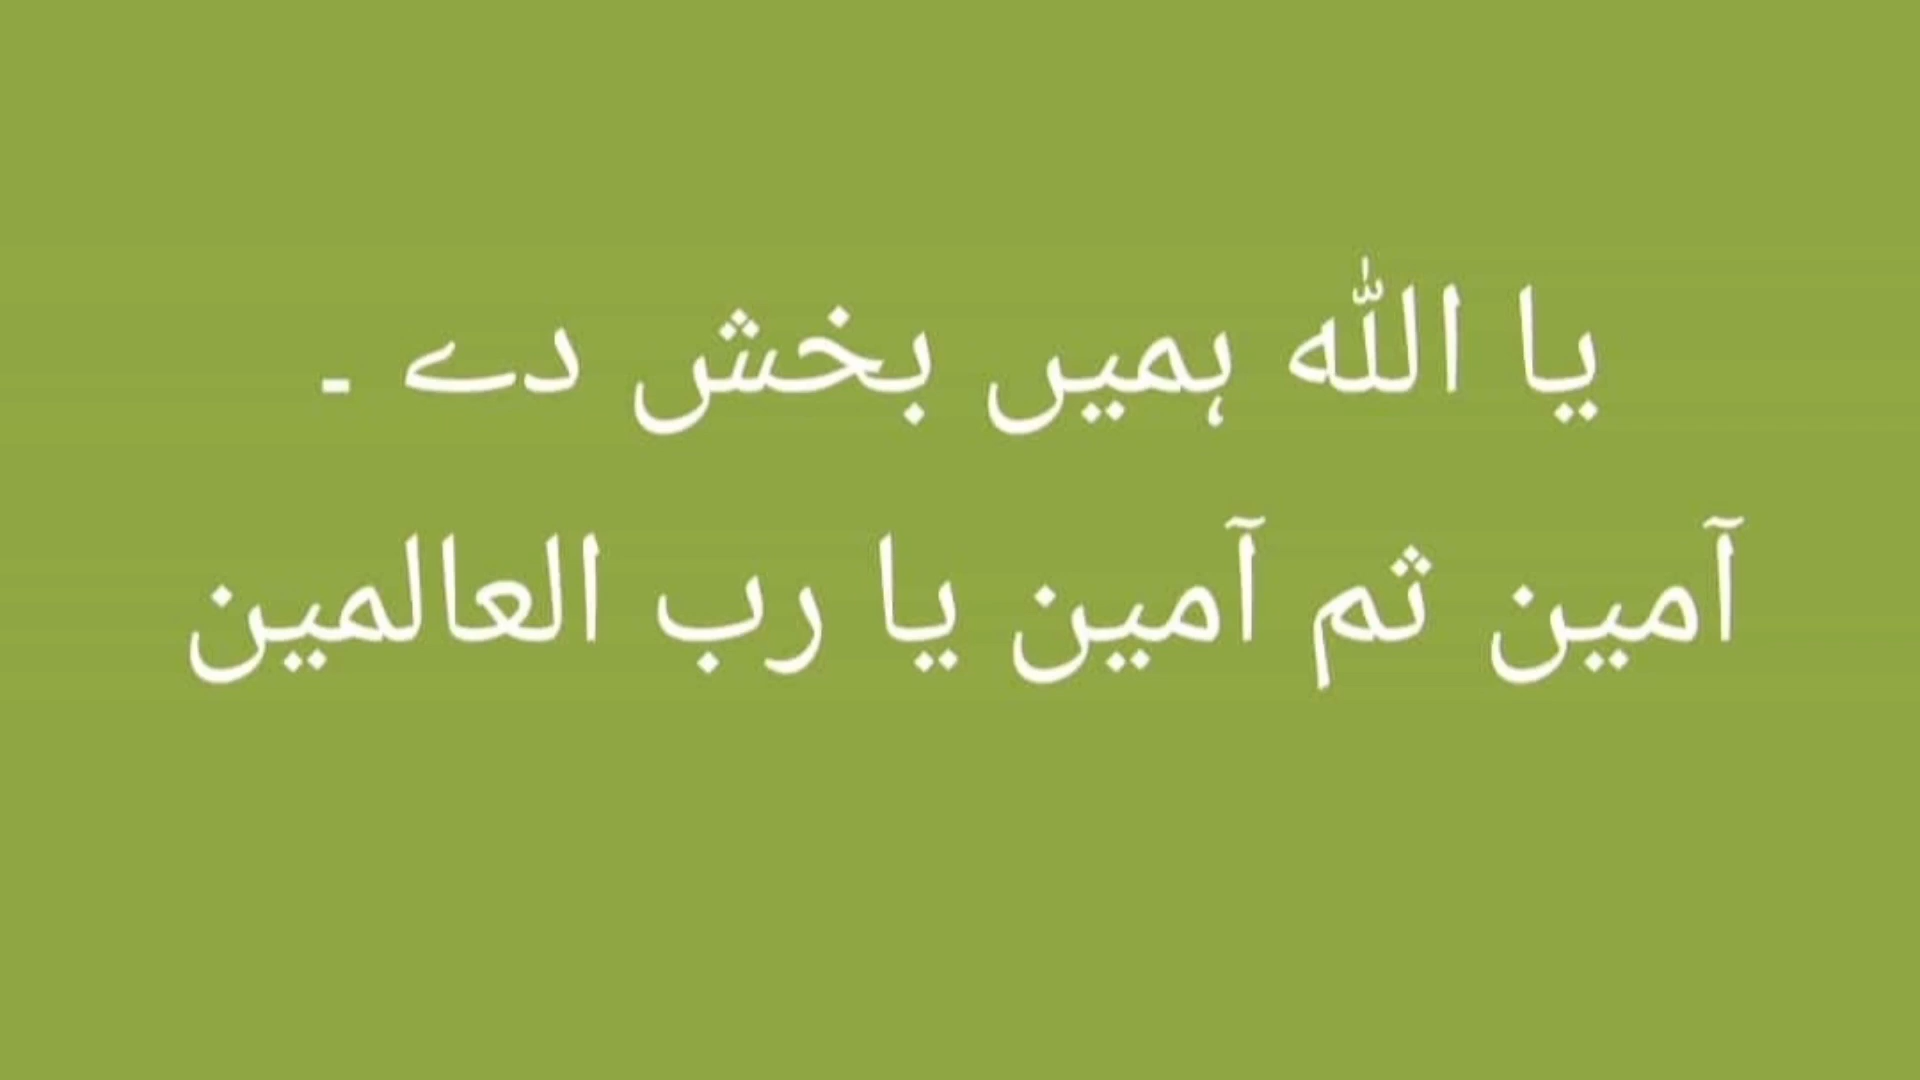 یا اللہ ہمیں بخش دے ۔
آمین ثم آمین یا رب العالمین